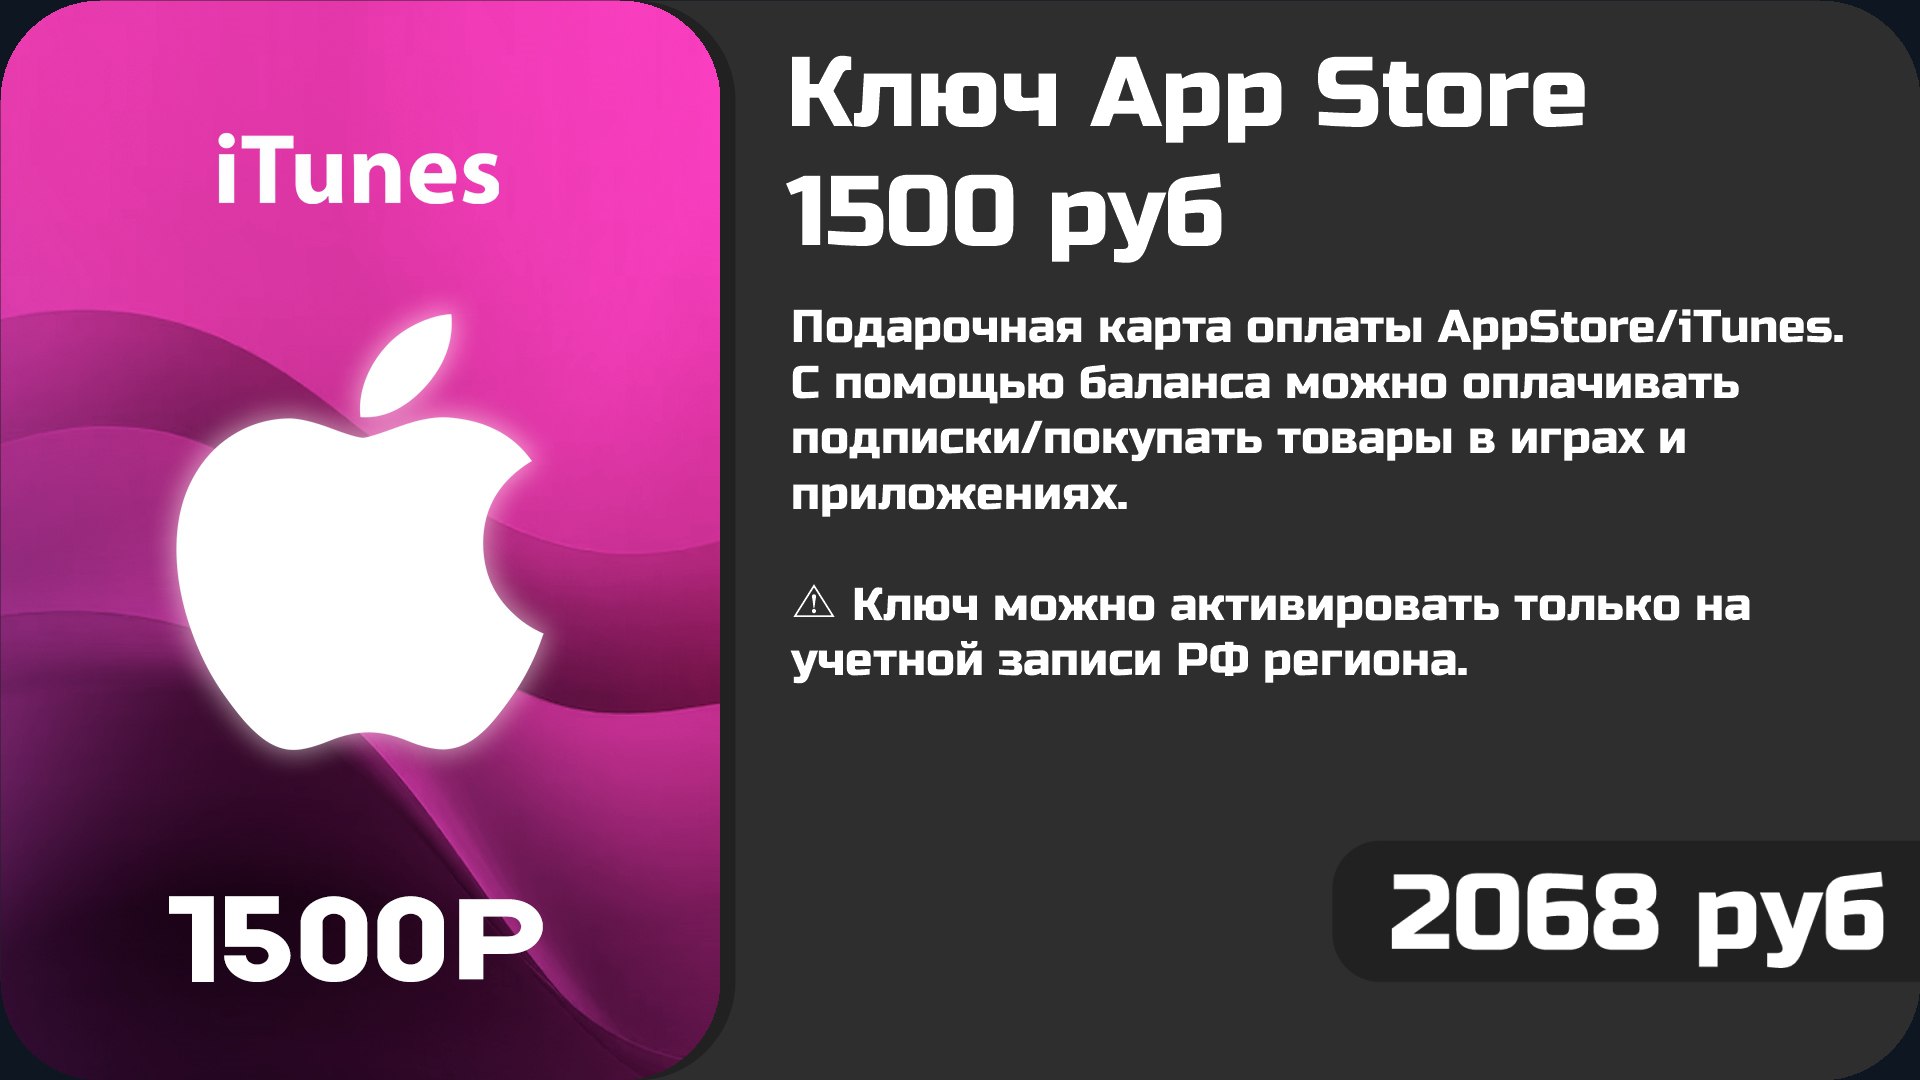 iTunes
1500Р
Ключ App Store
1500 руб
Подарочная карта оплаты AppStore/iTunes.
С помощью баланса можно оплачивать
подписки/покупать товары в играх и
приложениях.
⚠ Ключ можно активировать только на
учетной записи РФ региона.
2068 руб